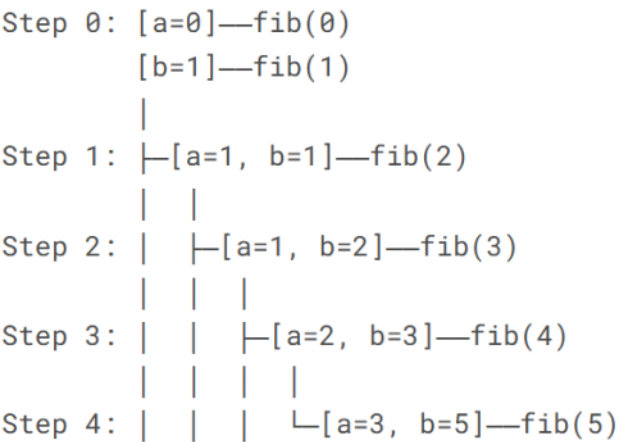 Step 0: [a=0]──fib(0)
        [b=1]──fib(1)
        |
Step 1: ├─[a=1, b=1]──fib(2)
        |  |
Step 2: |  ├─[a=1, b=2]──fib(3)
        |  |  |
Step 3: |  |  ├─[a=2, b=3]──fib(4)
        |  |  |  |
Step 4: |  |  |  └─[a=3, b=5]──fib(5)